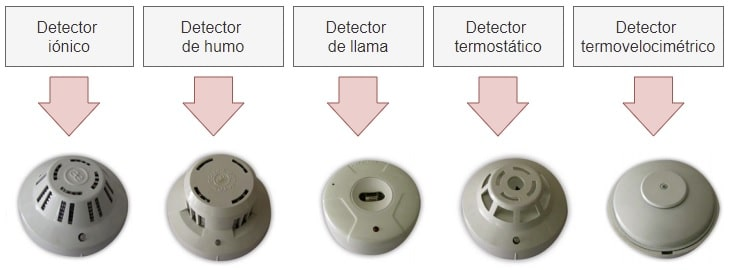 Detector
iónico
Detector
de humo
Detector
de llama
Detector
termostático
Detector
termovelocimétrico